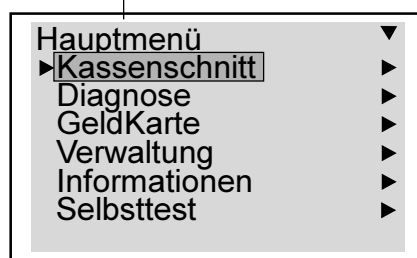 Hauptmenü
Kassenschnitt
Diagnose
GeldKarte
Verwaltung
Informationen
Selbsttest